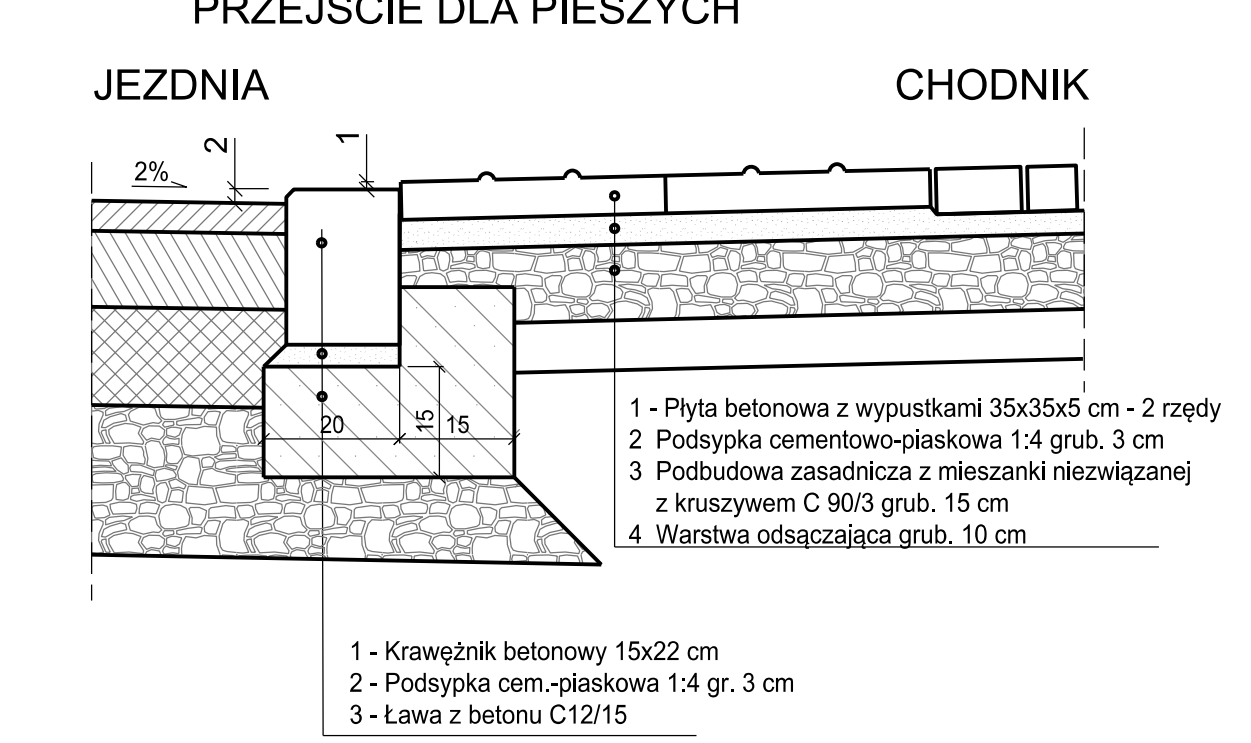 PRZEJŚCIE DLA PIESZYCH
JEZDNIA
CHODNIK
2%
2
1
20
15
15
1 - Płyta betonowa z wypustkami 35x35x5 cm - 2 rzędy
2 Podsypka cementowo-piaskowa 1:4 grub. 3 cm
3 Podbudowa zasadnicza z mieszanki niezwiązanej
z kruszywem C 90/3 grub. 15 cm
4 Warstwa odsączająca grub. 10 cm
1 - Krawężnik betonowy 15x22 cm
2 - Podsypka cem.-piaskowa 1:4 gr. 3 cm
3 - Ława z betonu C12/15